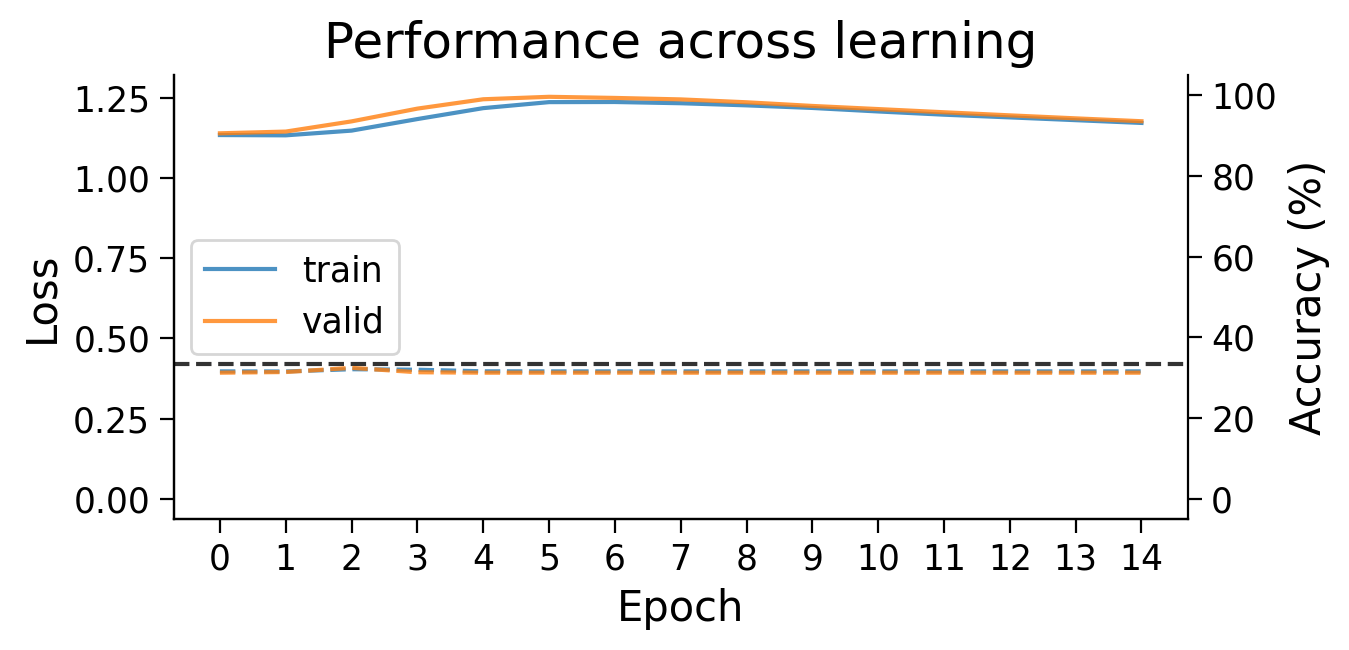 Performance across learning
Loss
1.25
1.00
0.75
0.50
0.25
0.00
train
valid
100
80
60
40
20
0
Accuracy (%)
0 1 2 3 4 5 6 7 8 9 10 11 12 13 14
Epoch